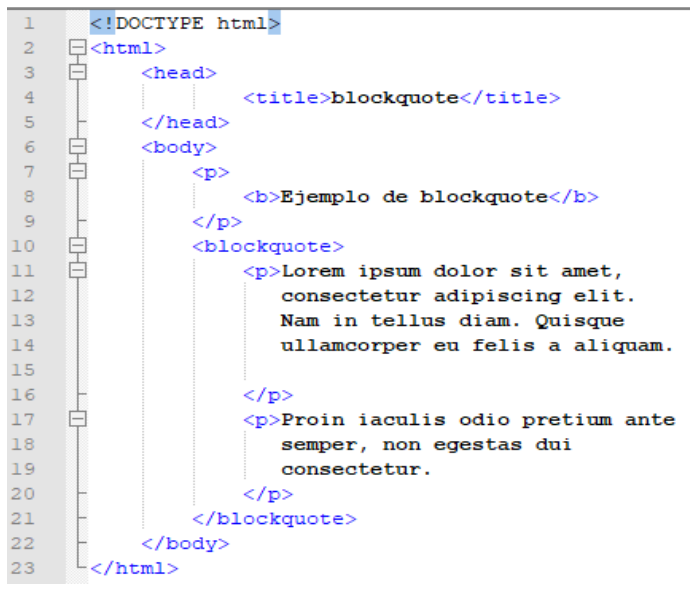 1 <!DOCTYPE html>
2 <html>
3 <head>
4 <title>blockquote</title>
5 </head>
6 <body>
7 <p>
8 <b>Ejemplo de blockquote</b>
9 </p>
10 <blockquote>
11 <p>Lorem ipsum dolor sit amet,
12 consectetur adipiscing elit.
13 Nam in tellus diam. Quisque
14 ullamcorper eu felis a aliquam.
15
16 </p>
17 <p>Proin iaculis odio pretium ante
18 semper, non egestas dui
19 consectetur.
20 </p>
21 </blockquote>
22 </body>
23 </html>